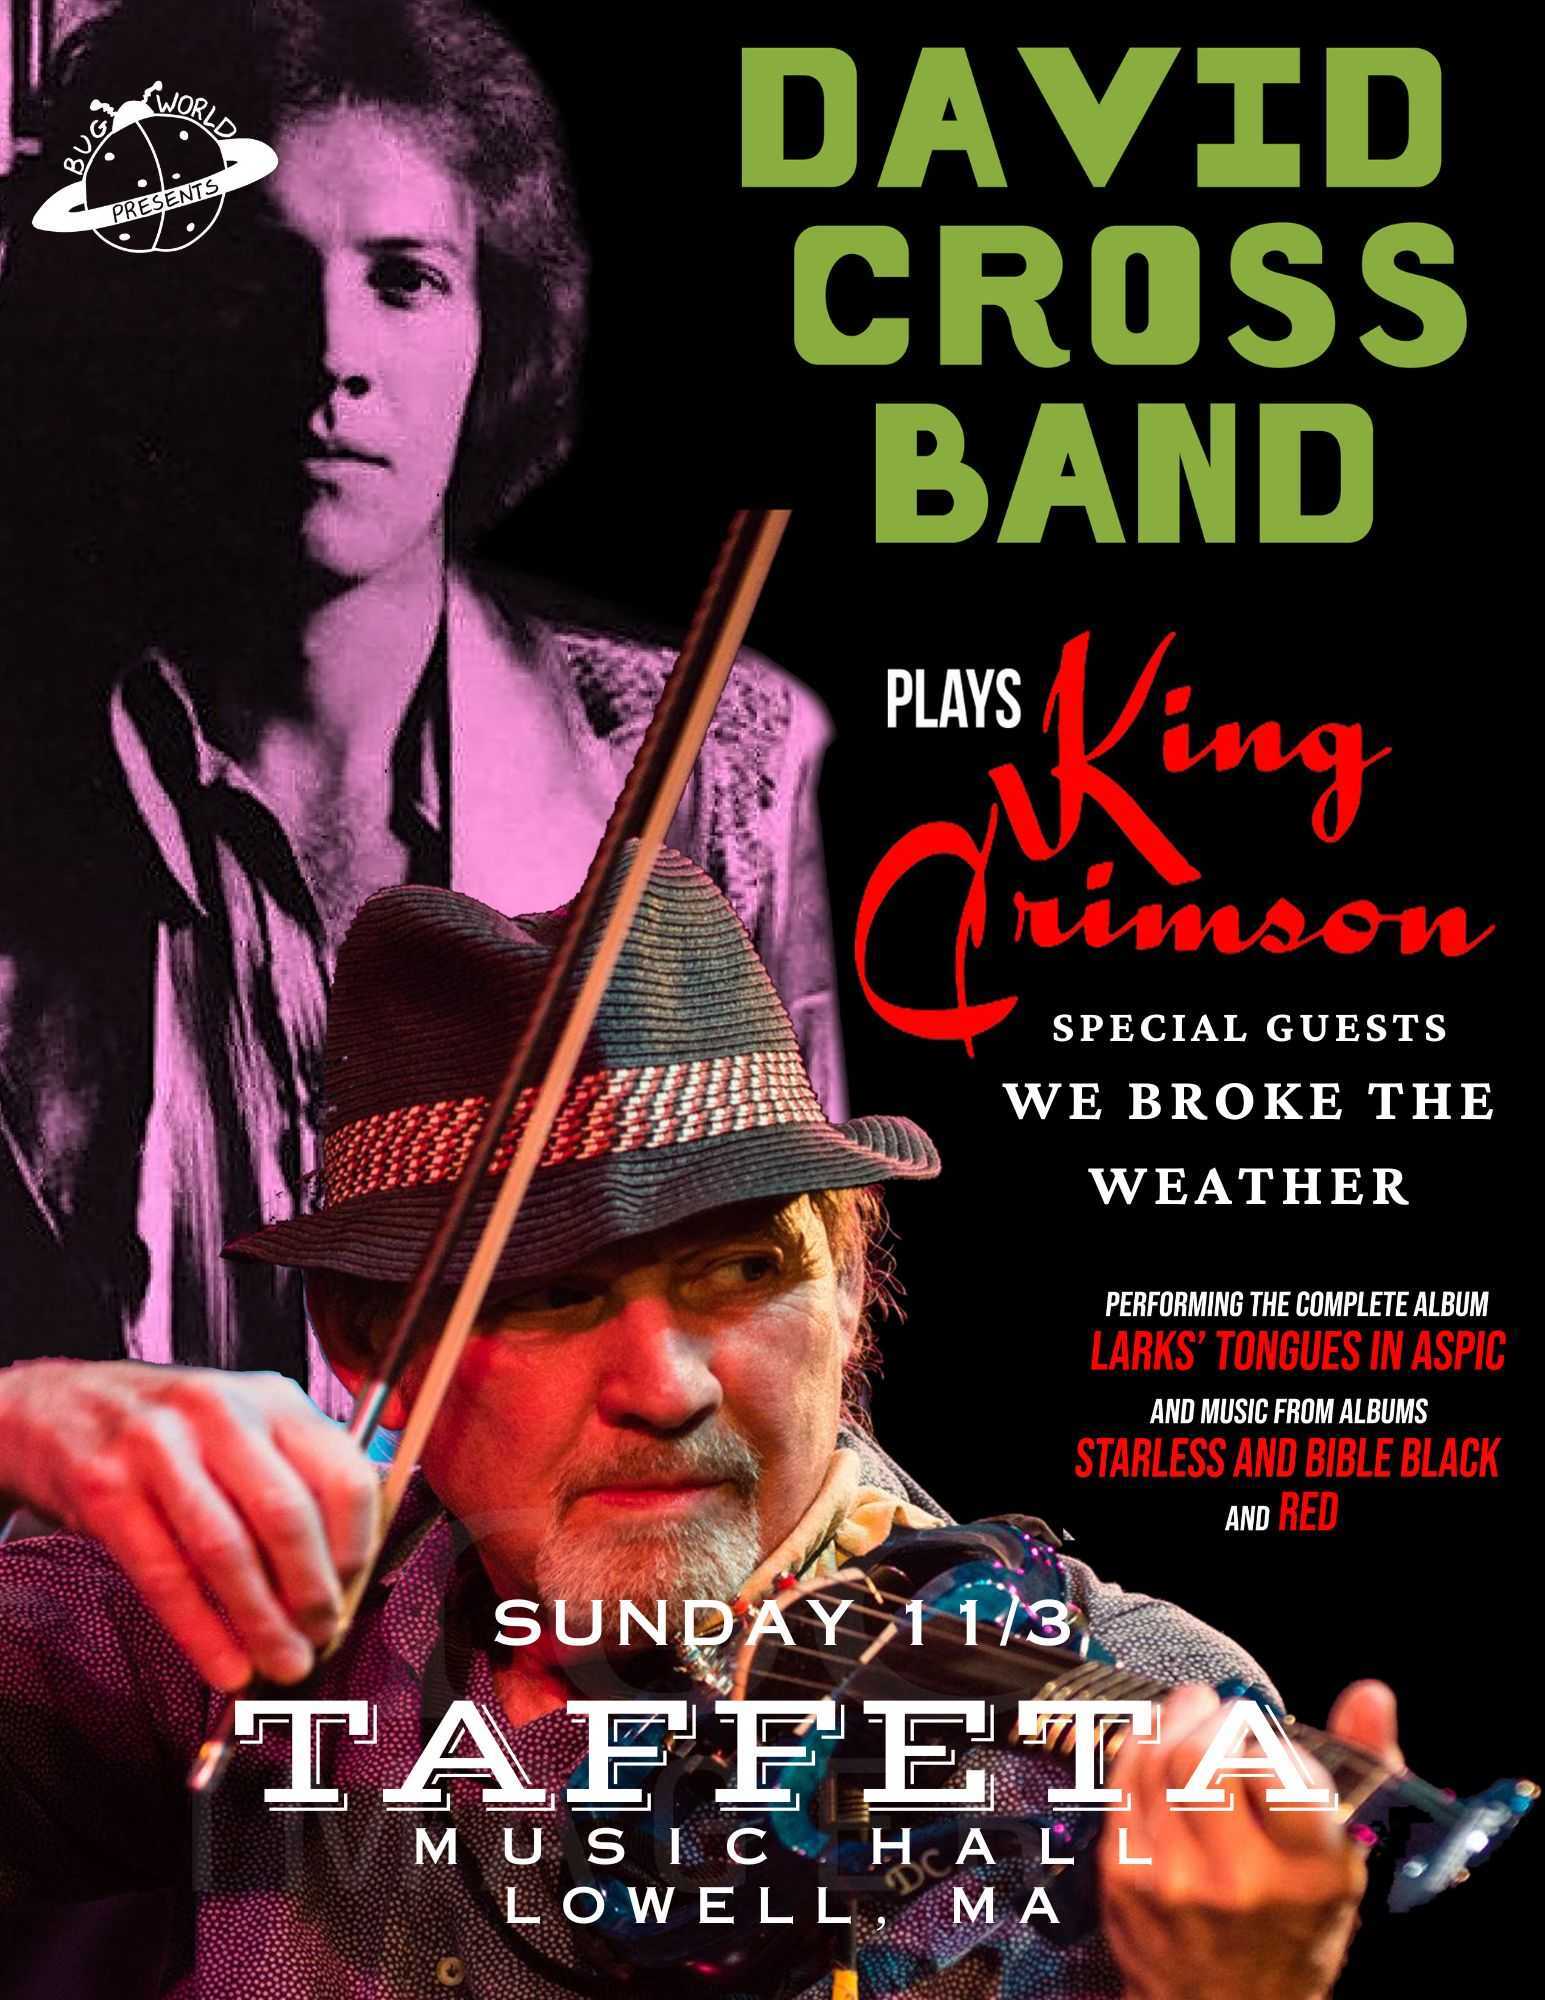 BUG WORLD
PRESENTS
DAVID
CROSS
BAND
PLAYS King
Crimson
SPECIAL GUESTS
WE BROKE THE
WEATHER
PERFORMING THE COMPLETE ALBUM
LARKS' TONGUES IN ASPIC
AND MUSIC FROM ALBUMS
STARLESS AND BIBLE BLACK
AND RED
SUNDAY 11/3
TAFFETA
MUSIC HALL
DC
LOWELL, MA